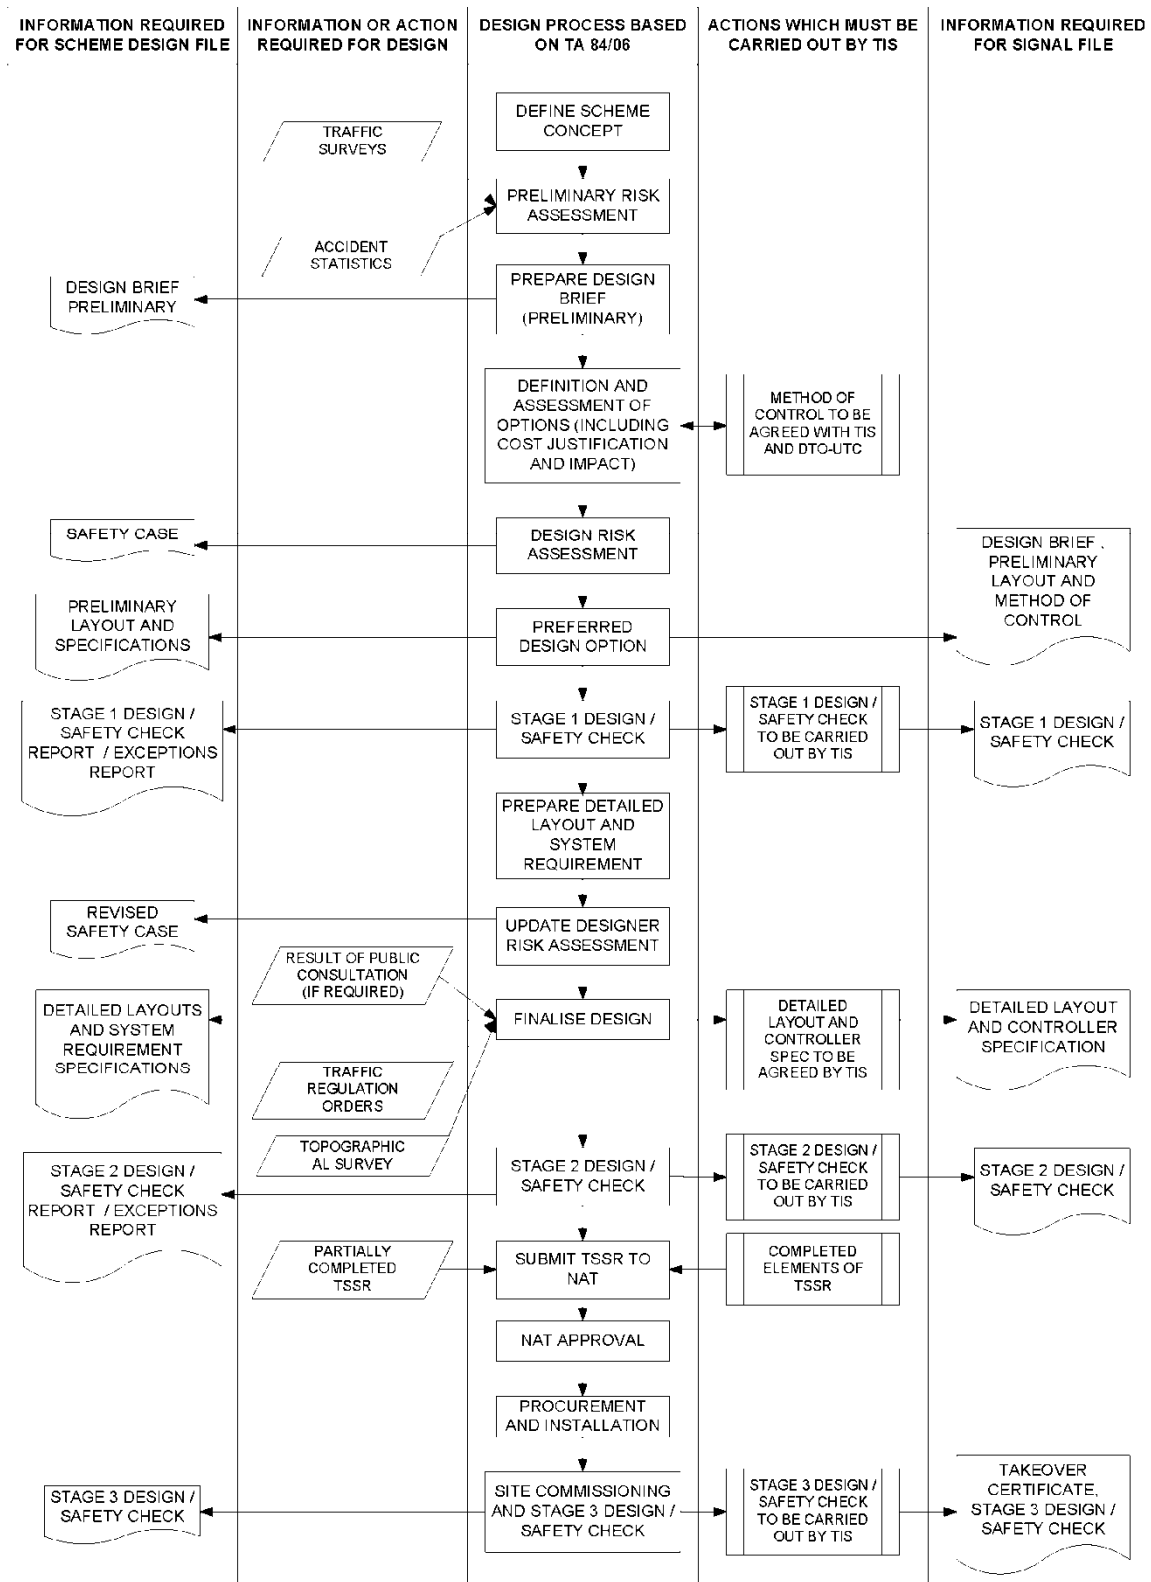 INFORMATION REQUIRED
FOR SCHEME DESIGN FILE
INFORMATION OR ACTION
REQUIRED FOR DESIGN
DESIGN PROCESS BASED
ON TA 84/06
ACTIONS WHICH MUST BE
CARRIED OUT BY TIS
INFORMATION REQUIRED
FOR SIGNAL FILE
DEFINE SCHEME
CONCEPT
TRAFFIC
SURVEYS
PRELIMINARY RISK
ASSESSMENT
ACCIDENT
STATISTICS
DESIGN BRIEF
PRELIMINARY
PREPARE DESIGN
BRIEF
(PRELIMINARY)
DEFINITION AND
ASSESSMENT OF
OPTIONS (INCLUDING
COST JUSTIFICATION
AND IMPACT)
METHOD OF
CONTROL TO BE
AGREED WITH TIS
AND DTO-UTC
SAFETY CASE
DESIGN RISK
ASSESSMENT
DESIGN BRIEF ,
PRELIMINARY
LAYOUT AND
METHOD OF
CONTROL
PRELIMINARY
LAYOUT AND
SPECIFICATIONS
PREFERRED
DESIGN OPTION
STAGE 1 DESIGN /
SAFETY CHECK
REPORT / EXCEPTIONS
REPORT
STAGE 1 DESIGN /
SAFETY CHECK
STAGE 1 DESIGN /
SAFETY CHECK
TO BE CARRIED
OUT BY TIS
STAGE 1 DESIGN /
SAFETY CHECK
PREPARE DETAILED
LAYOUT AND
SYSTEM
REQUIREMENT
REVISED
SAFETY CASE
UPDATE DESIGNER
RISK ASSESSMENT
RESULT OF PUBLIC
CONSULTATION
(IF REQUIRED)
DETAILED LAYOUTS
AND SYSTEM
REQUIREMENT
SPECIFICATIONS
FINALISE DESIGN
DETAILED
LAYOUT AND
CONTROLLER
SPEC TO BE
AGREED BY TIS
DETAILED LAYOUT
AND CONTROLLER
SPECIFICATION
TRAFFIC
REGULATION
ORDERS
TOPOGRAPHIC
AL SURVEY
STAGE 2 DESIGN /
SAFETY CHECK
REPORT / EXCEPTIONS
REPORT
STAGE 2 DESIGN /
SAFETY CHECK
STAGE 2 DESIGN /
SAFETY CHECK
TO BE CARRIED
OUT BY TIS
STAGE 2 DESIGN /
SAFETY CHECK
PARTIALLY
COMPLETED
TSSR
SUBMIT TSSR TO
NAT
COMPLETED
ELEMENTS OF
TSSR
NAT APPROVAL
PROCUREMENT
AND INSTALLATION
STAGE 3 DESIGN /
SAFETY CHECK
SITE COMMISSIONING
AND STAGE 3 DESIGN /
SAFETY CHECK
STAGE 3 DESIGN /
SAFETY CHECK
TO BE CARRIED
OUT BY TIS
TAKEOVER
CERTIFICATE,
STAGE 3 DESIGN /
SAFETY CHECK